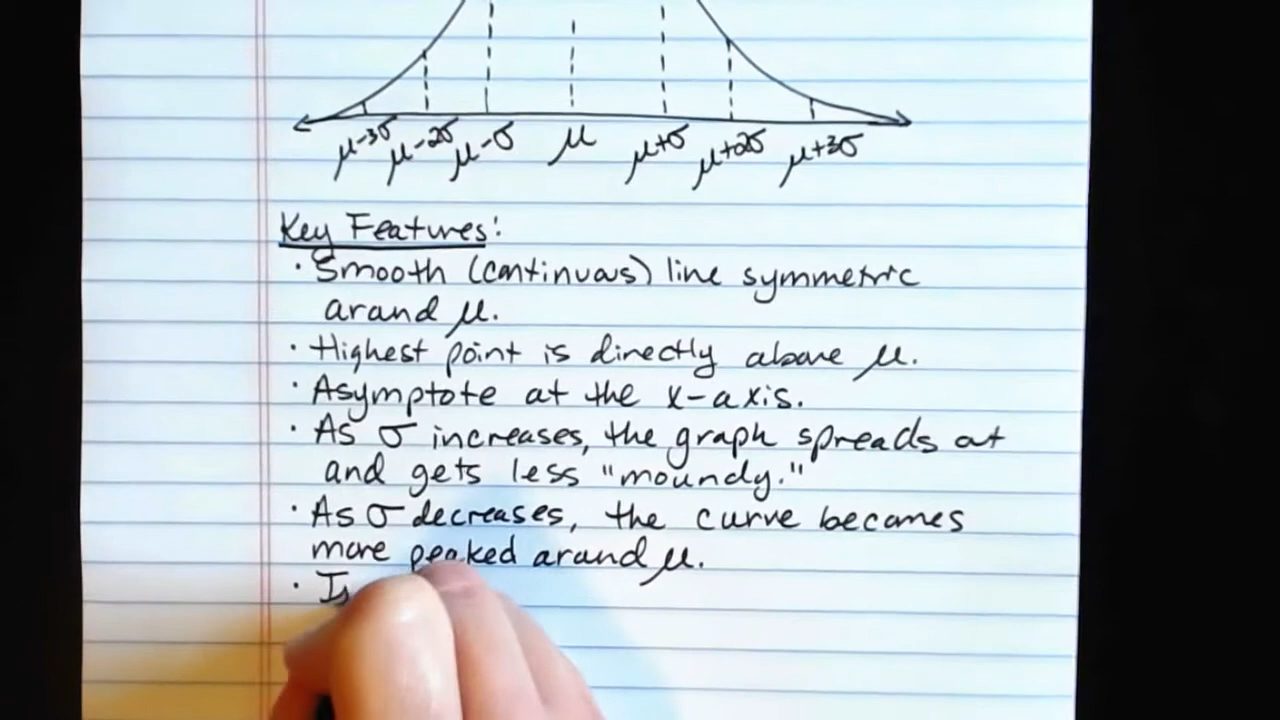 μ-3σ μ-2σ μ-σ μ μ+σ μ+2σ μ+3σ
Key Features:
· Smooth (continuous) line symmetric
around μ.
· Highest point is directly above μ.
· Asymptote at the x-axis.
· As σ increases, the graph spreads out
and gets less "moundy."
· As σ decreases, the curve becomes
more peaked around μ.
· Is